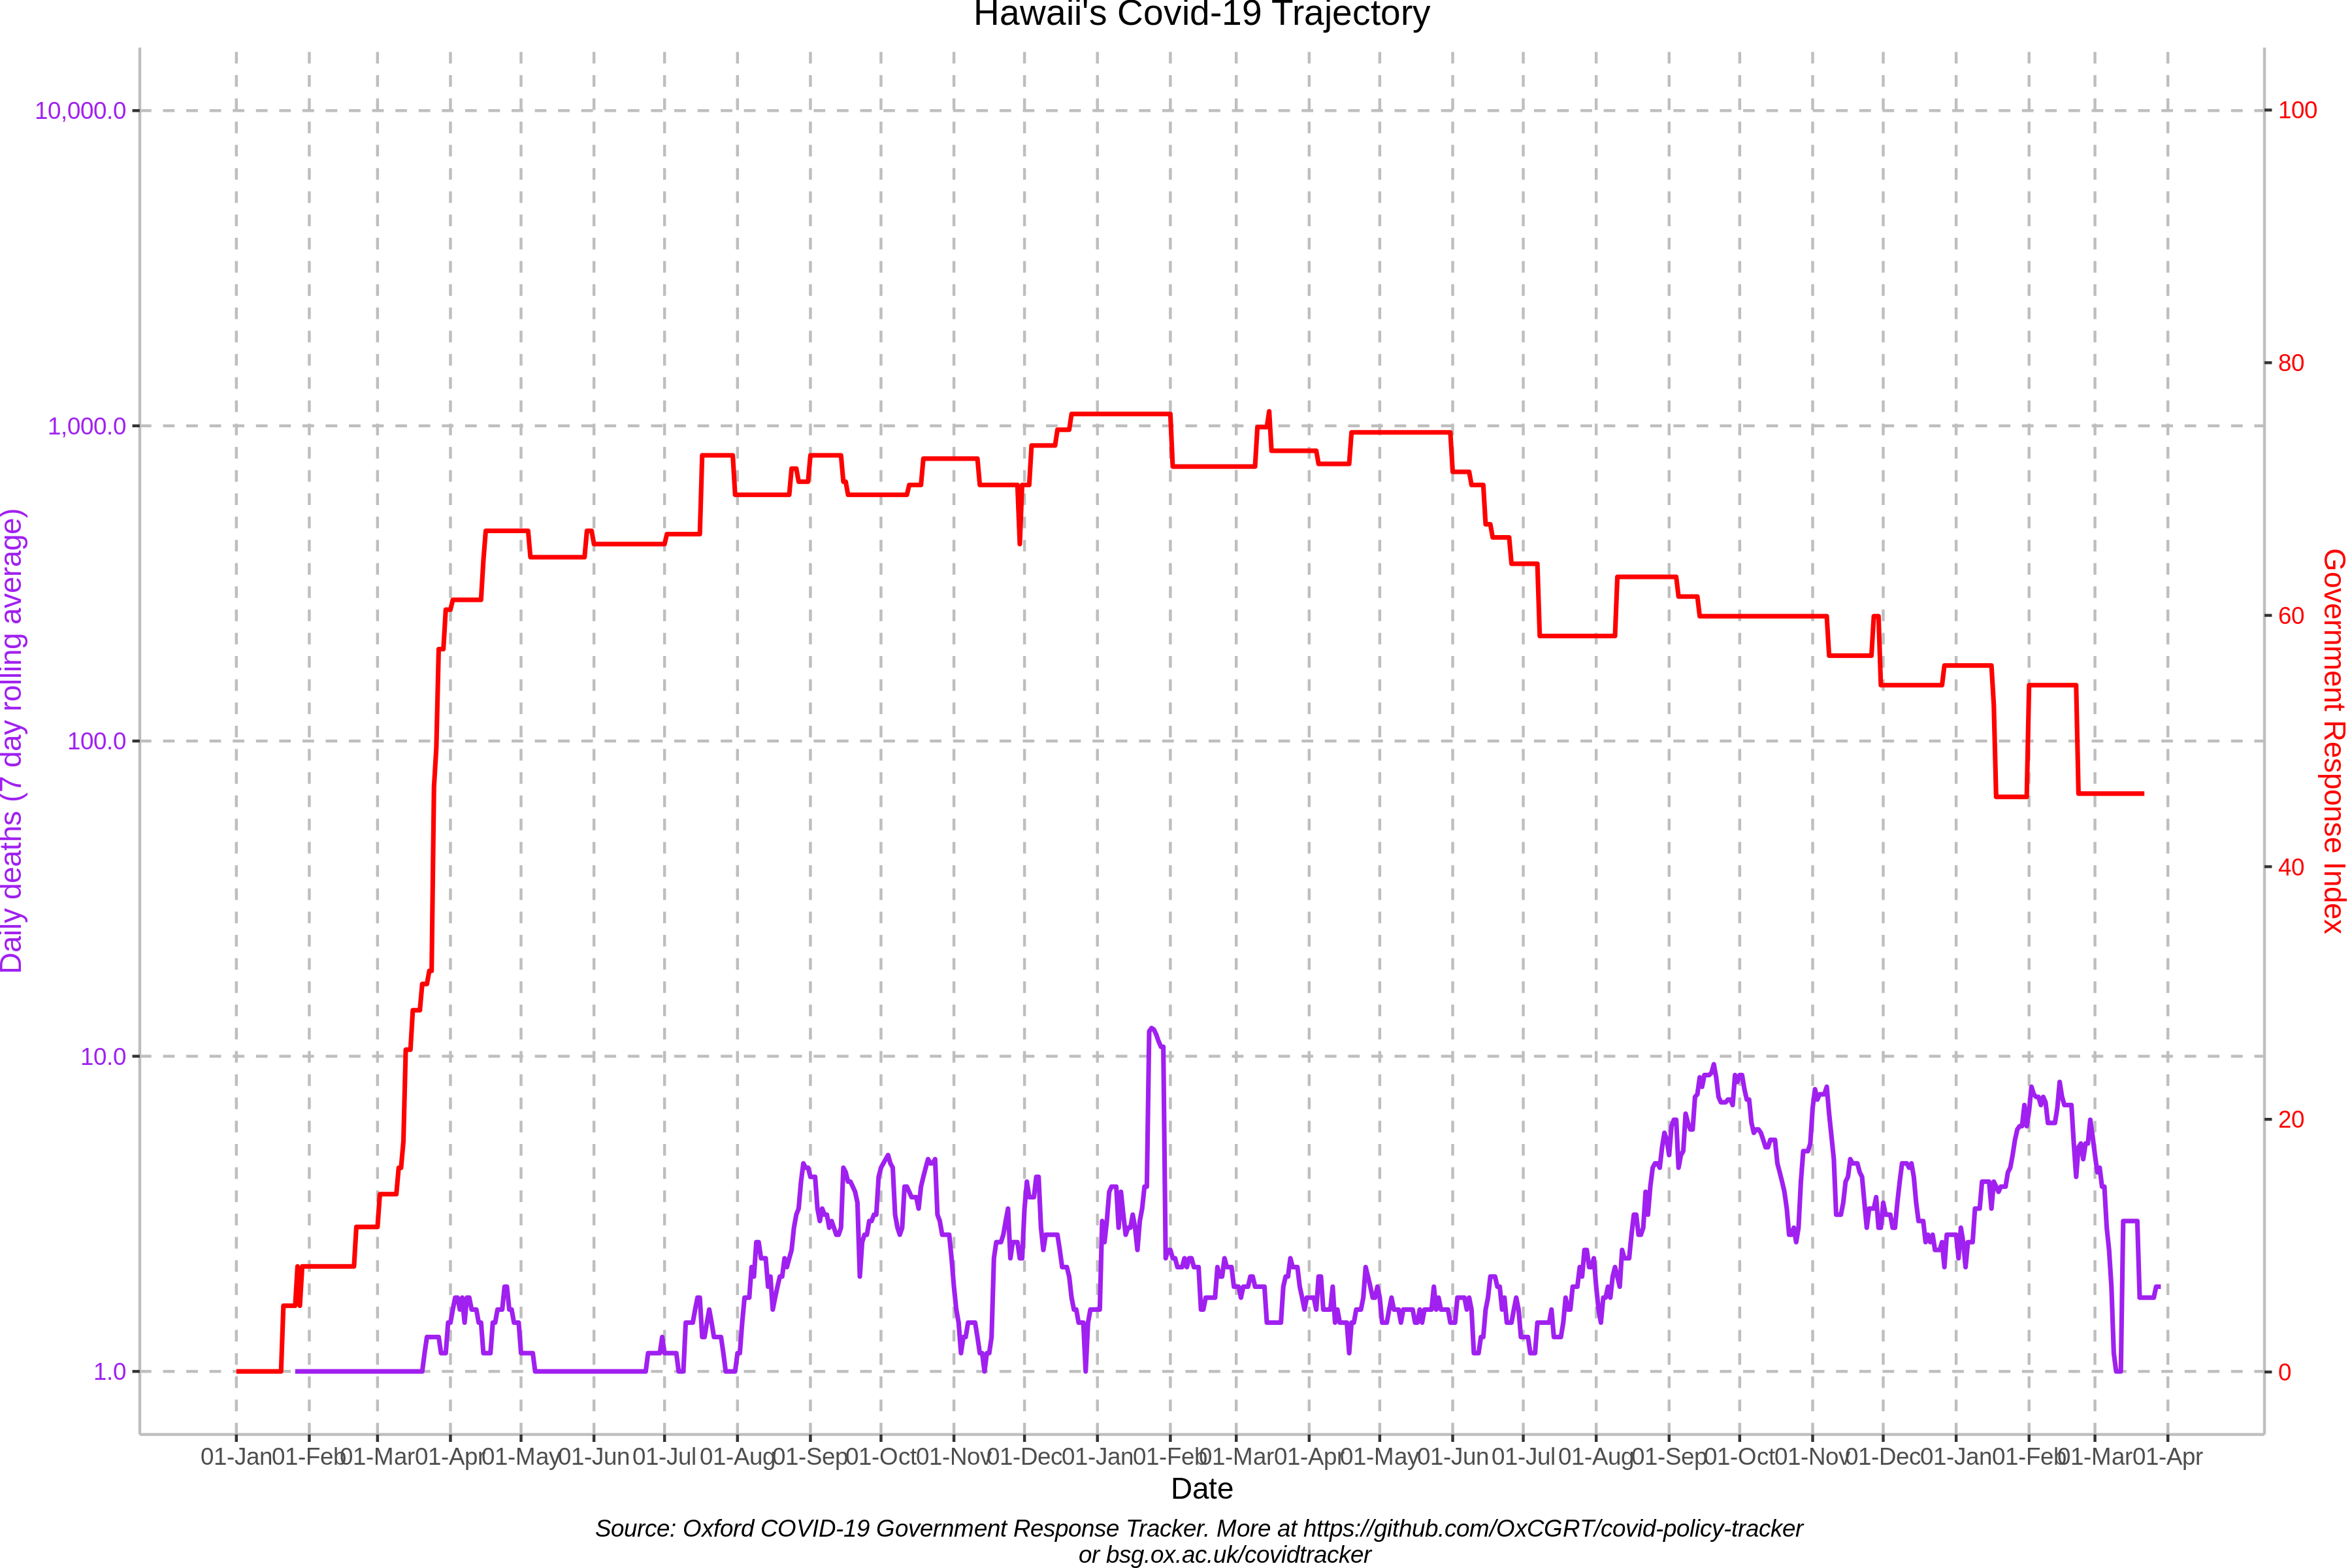 Hawaii's Covid-19 Trajectory
10,000.0
1,000.0
100.0
10.0
1.0
Daily deaths (7 day rolling average)
100
80
60
40
20
0
Government Response Index
01-Jan 01-Feb 01-Mar 01-Apr 01-May 01-Jun 01-Jul 01-Aug 01-Sep 01-Oct 01-Nov 01-Dec 01-Jan 01-Feb 01-Mar 01-Apr 01-May 01-Jun 01-Jul 01-Aug 01-Sep 01-Oct 01-Nov 01-Dec 01-Jan 01-Feb 01-Mar 01-Apr
Date
Source: Oxford COVID-19 Government Response Tracker. More at https://github.com/OxCGRT/covid-policy-tracker
or bsg.ox.ac.uk/covidtracker